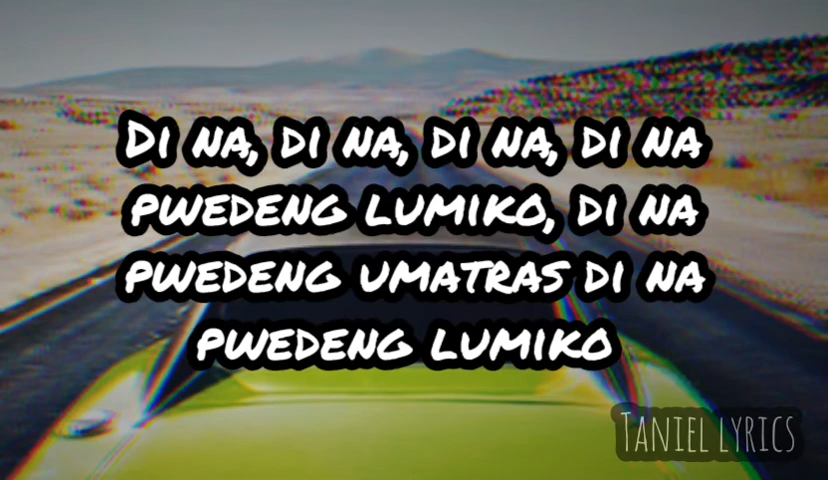 Di na, di na, di na, di na
pwedeng lumiko, di na
pwedeng umatras di na
pwedeng lumiko
Taniel lyrics